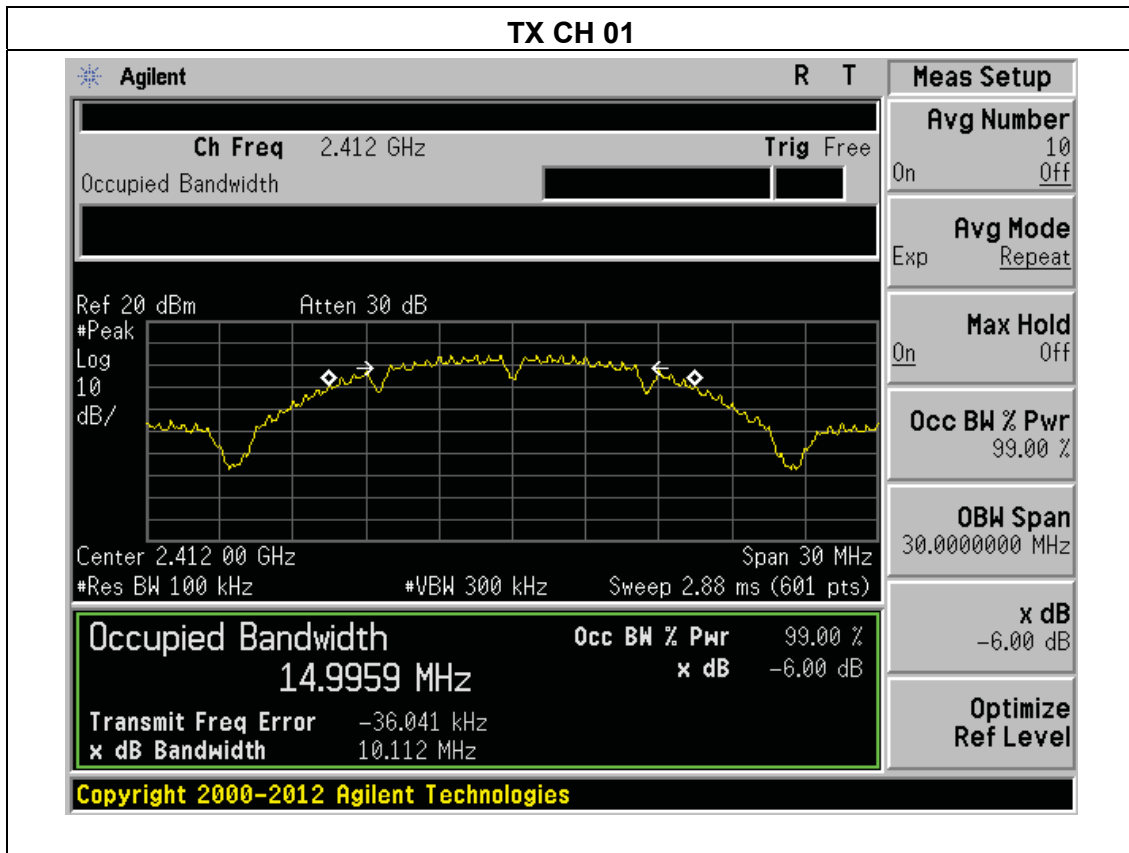 TX CH 01
Agilent R T
Ch Freq 2.412 GHz Trig Free
Occupied Bandwidth
Ref 20 dBm Atten 30 dB
#Peak
Log
10
dB/
Center 2.412 00 GHz Span 30 MHz
#Res BW 100 kHz #VBW 300 kHz Sweep 2.88 ms (601 pts)
Occupied Bandwidth Occ BW % Pwr 99.00 %
14.9959 MHz x dB -6.00 dB
Transmit Freq Error -36.041 kHz
x dB Bandwidth 10.112 MHz
Copyright 2000-2012 Agilent Technologies
Meas Setup
Avg Number
10
On Off
Avg Mode
Exp Repeat
Max Hold
On Off
Occ BW % Pwr
99.00 %
OBW Span
30.0000000 MHz
x dB
-6.00 dB
Optimize
Ref Level